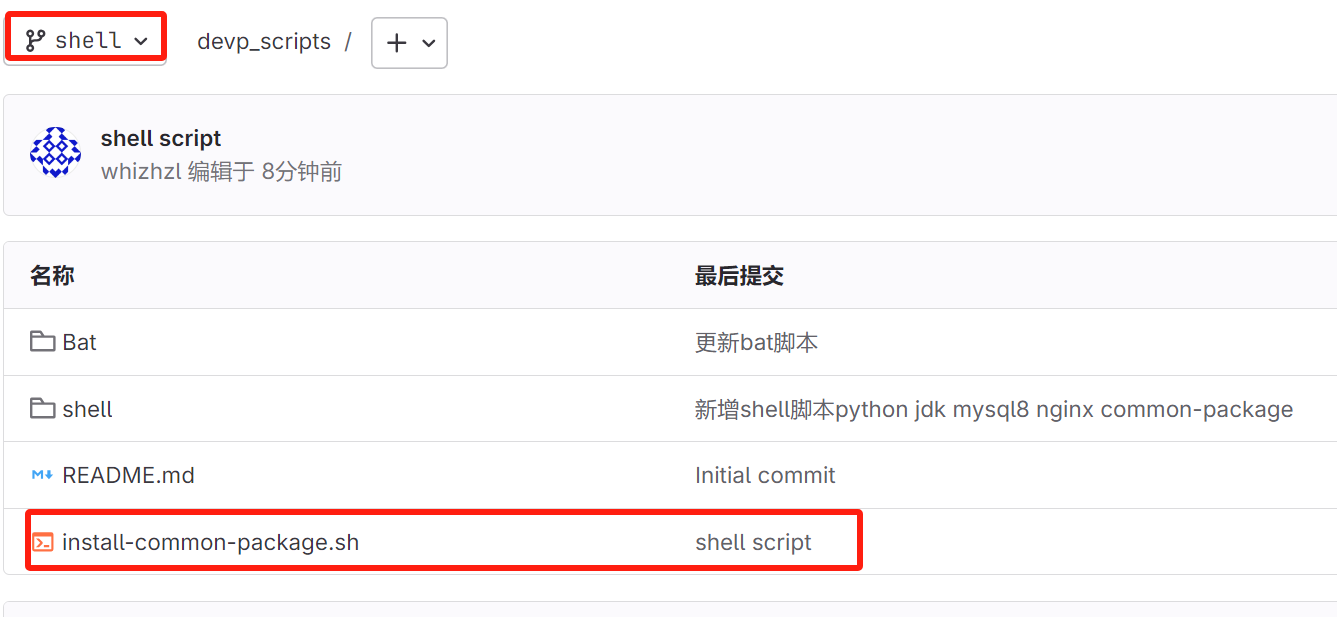 shell
devp_scripts /
shell script
whizhzl 编辑于 8分钟前
名称 最后提交
Bat 更新bat脚本
shell 新增shell脚本python jdk mysql8 nginx common-package
README.md Initial commit
install-common-package.sh shell script